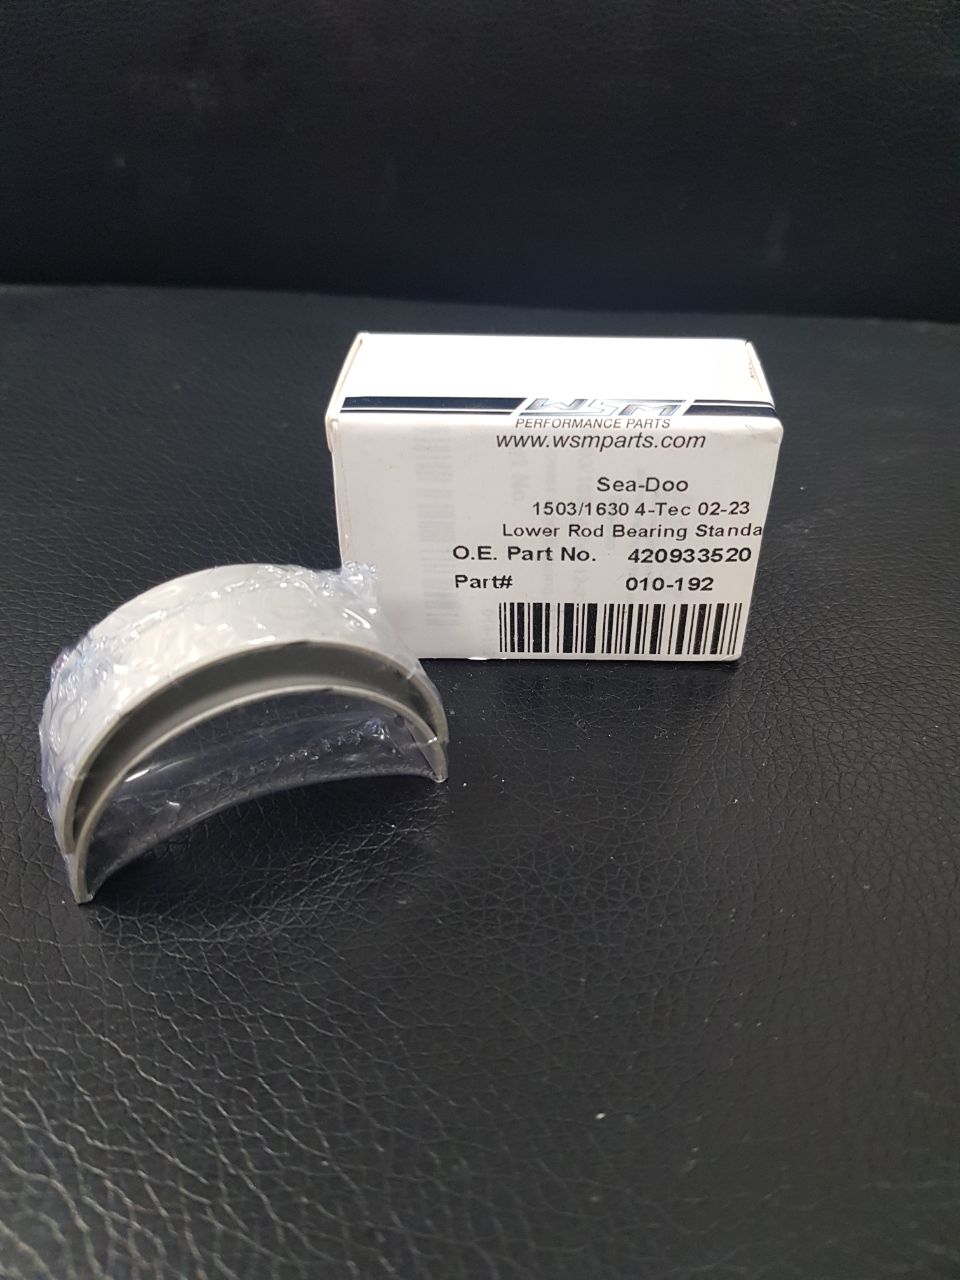 WSM
PERFORMANCE PARTS
www.wsmparts.com
Sea-Doo
1503/1630 4-Tec 02-23
Lower Rod Bearing Standa
O.E. Part No. 420933520
Part# 010-192